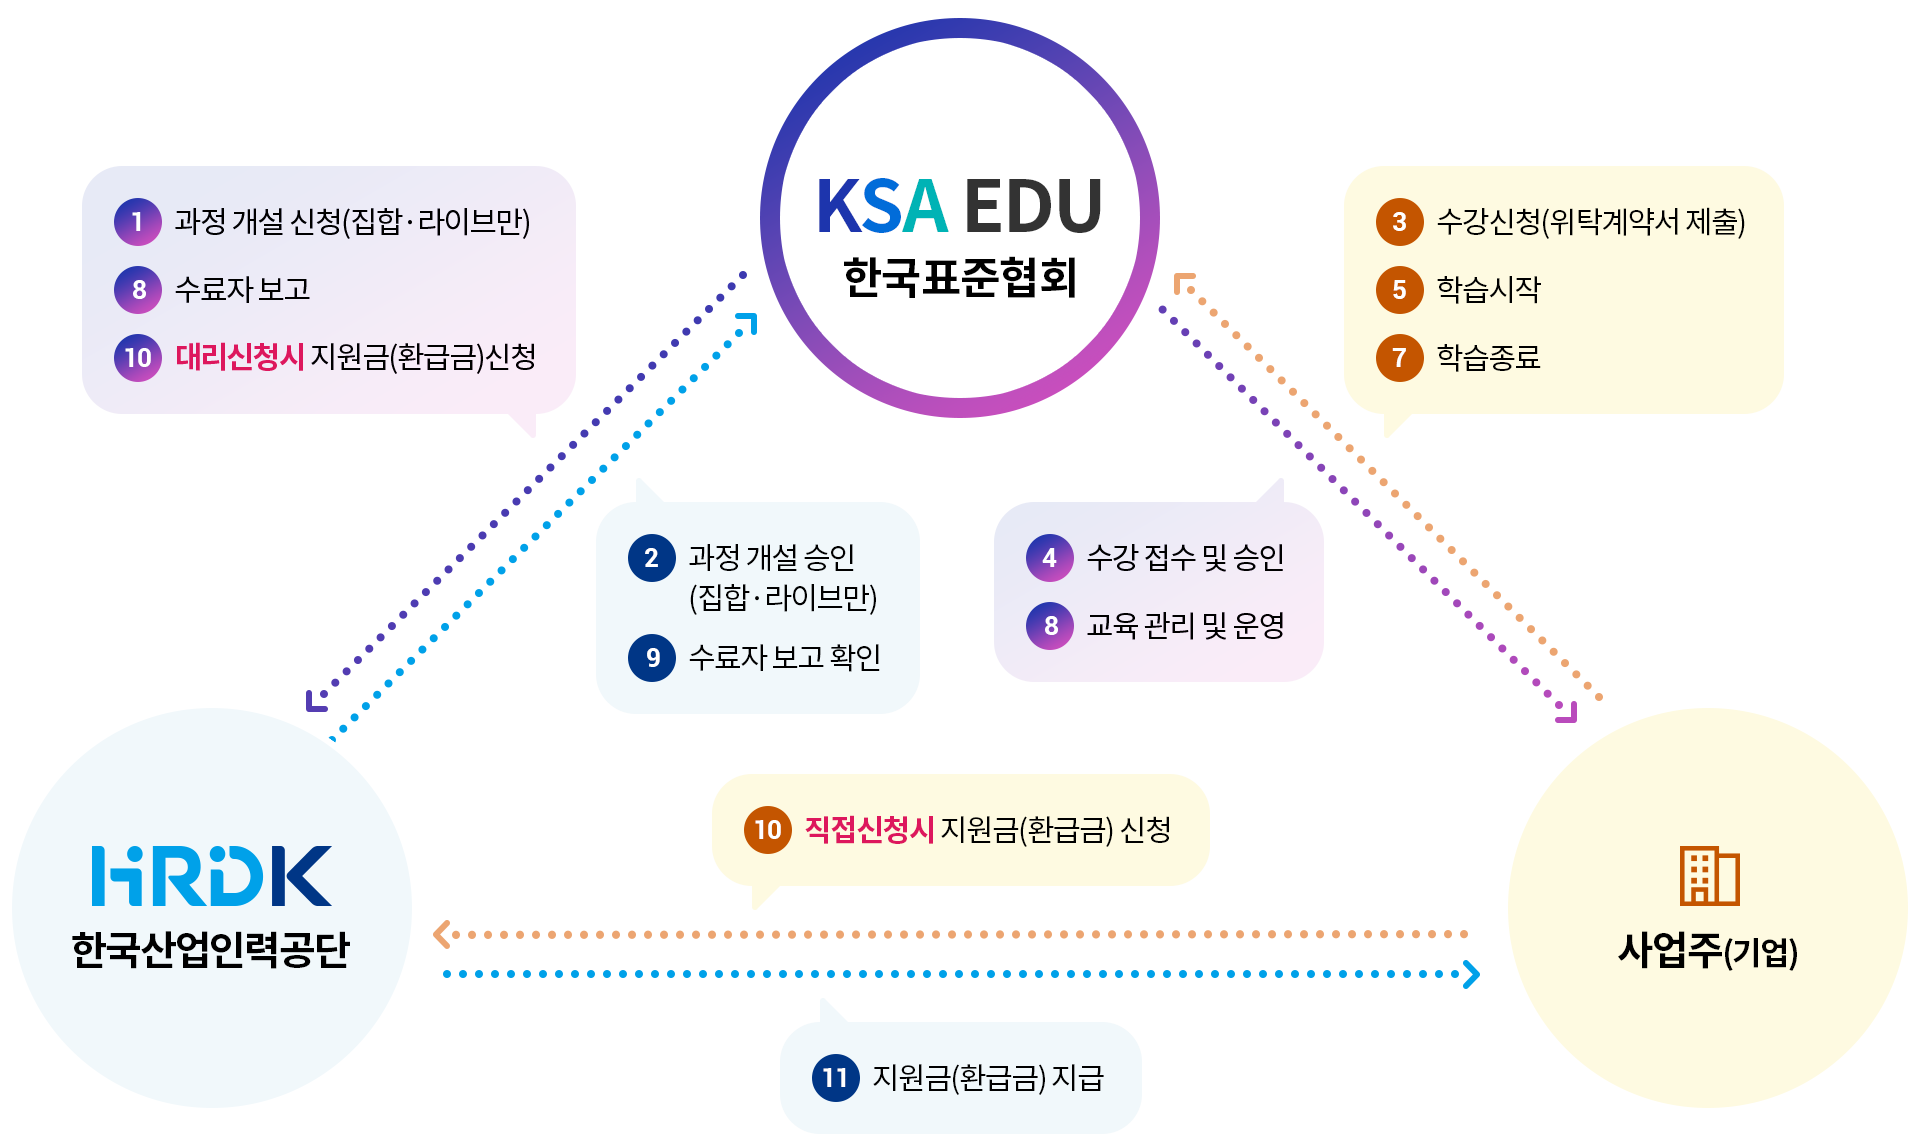 KSA EDU
한국표준협회
1 과정 개설 신청(집합·라이브만)
8 수료자 보고
10 대리신청시 지원금(환급금)신청
3 수강신청(위탁계약서 제출)
5 학습시작
7 학습종료
2 과정 개설 승인
(집합·라이브만)
9 수료자 보고 확인
4 수강 접수 및 승인
8 교육 관리 및 운영
10 직접신청시 지원금(환급금) 신청
HRDK
한국산업인력공단
사업주(기업)
11 지원금(환급금) 지급